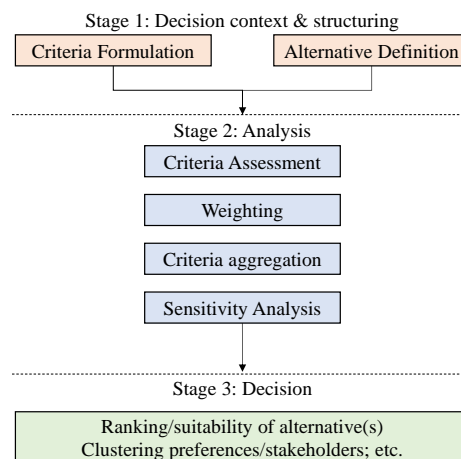 Stage 1: Decision context & structuring
Criteria Formulation
Alternative Definition
Stage 2: Analysis
Criteria Assessment
Weighting
Criteria aggregation
Sensitivity Analysis
Stage 3: Decision
Ranking/suitability of alternative(s)
Clustering preferences/stakeholders; etc.